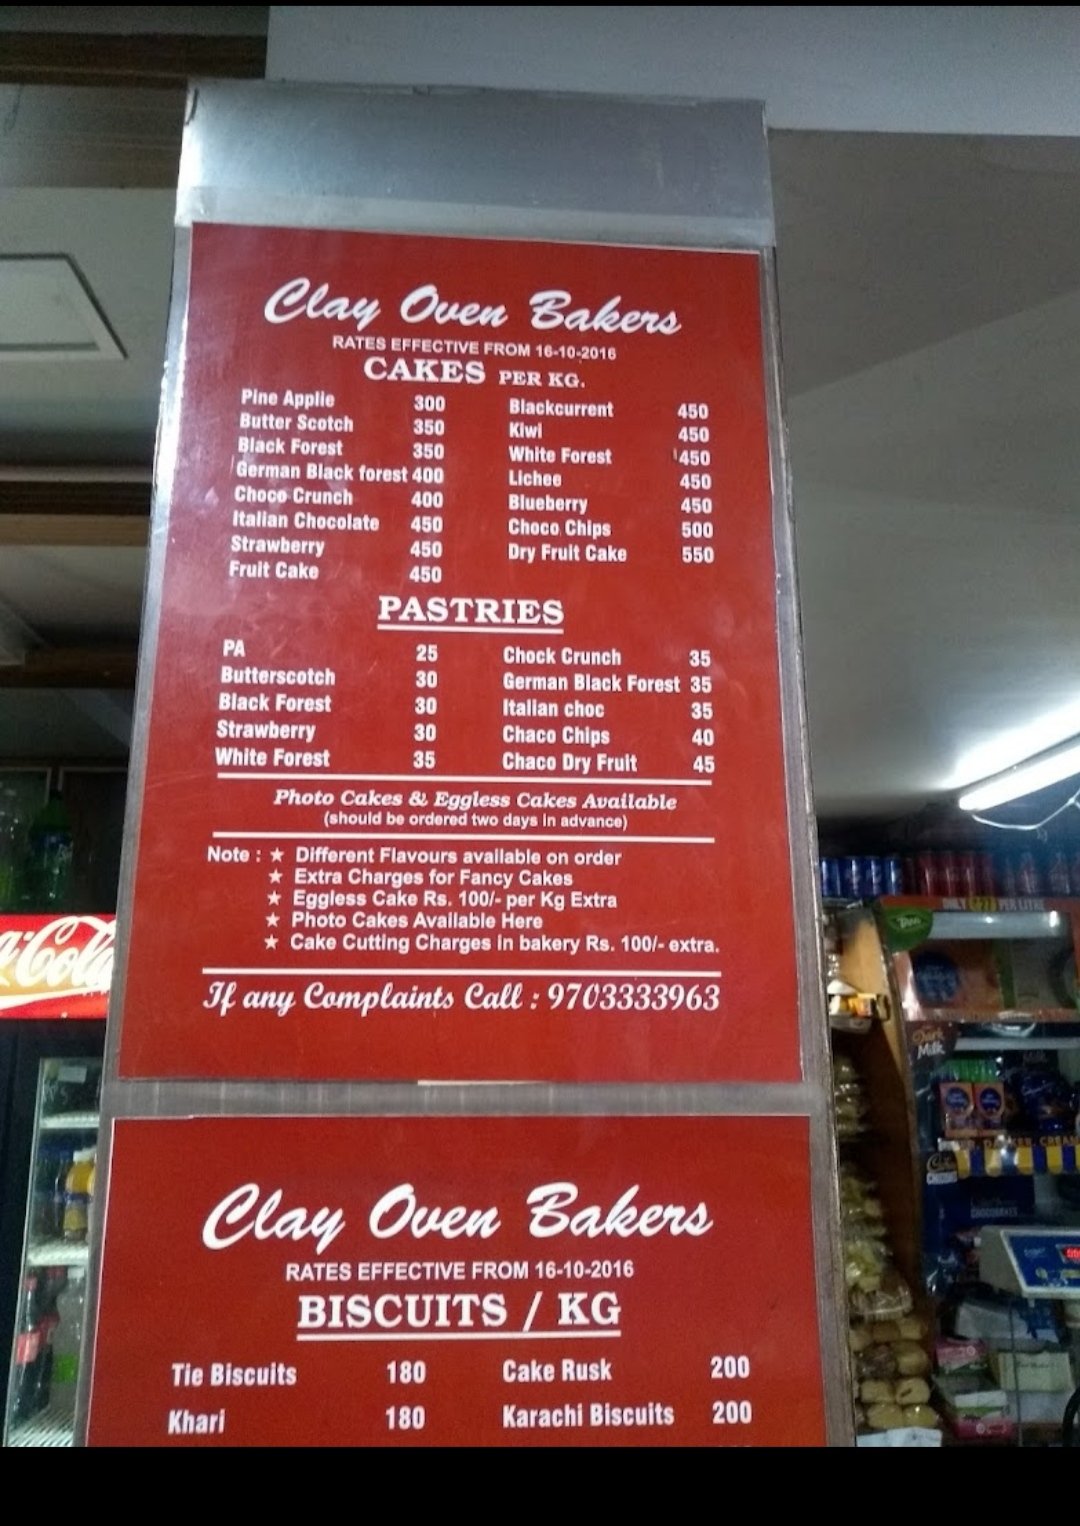 Clay Oven Bakers
RATES EFFECTIVE FROM 16-10-2016
CAKES PER KG.
Pine Applie 300 Blackcurrent 450
Butter Scotch 350 Kiwi 450
Black Forest 350 White Forest 450
German Black forest 400 Lichee 450
Choco Crunch 400 Blueberry 450
Italian Chocolate 450 Choco Chips 500
Strawberry 450 Dry Fruit Cake 550
Fruit Cake 450
PASTRIES
PA 25 Chock Crunch 35
Butterscotch 30 German Black Forest 35
Black Forest 30 Italian choc 35
Strawberry 30 Chaco Chips 40
White Forest 35 Chaco Dry Fruit 45
Photo Cakes & Eggless Cakes Available
(should be ordered two days in advance)
Note : ★ Different Flavours available on order
★ Extra Charges for Fancy Cakes
★ Eggless Cake Rs. 100/- per Kg Extra
★ Photo Cakes Available Here
★ Cake Cutting Charges in bakery Rs. 100/- extra.
If any Complaints Call : 9703333963
Clay Oven Bakers
RATES EFFECTIVE FROM 16-10-2016
BISCUITS / KG
Tie Biscuits 180 Cake Rusk 200
Khari 180 Karachi Biscuits 200
Cola
ONLY ₹27 PER LITRE
Dark
Milk